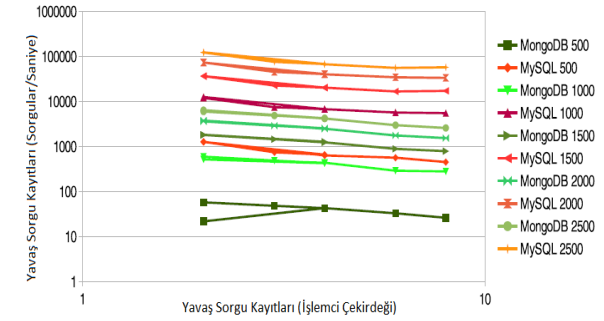 1000000
100000
10000
1000
100
10
1
1
10
Yavaş Sorgu Kayıtları (Sorgular/Saniye)
Yavaş Sorgu Kayıtları (İşlemci Çekirdeği)
MongoDB 500
MySQL 500
MongoDB 1000
MySQL 1000
MongoDB 1500
MySQL 1500
MongoDB 2000
MySQL 2000
MongoDB 2500
MySQL 2500